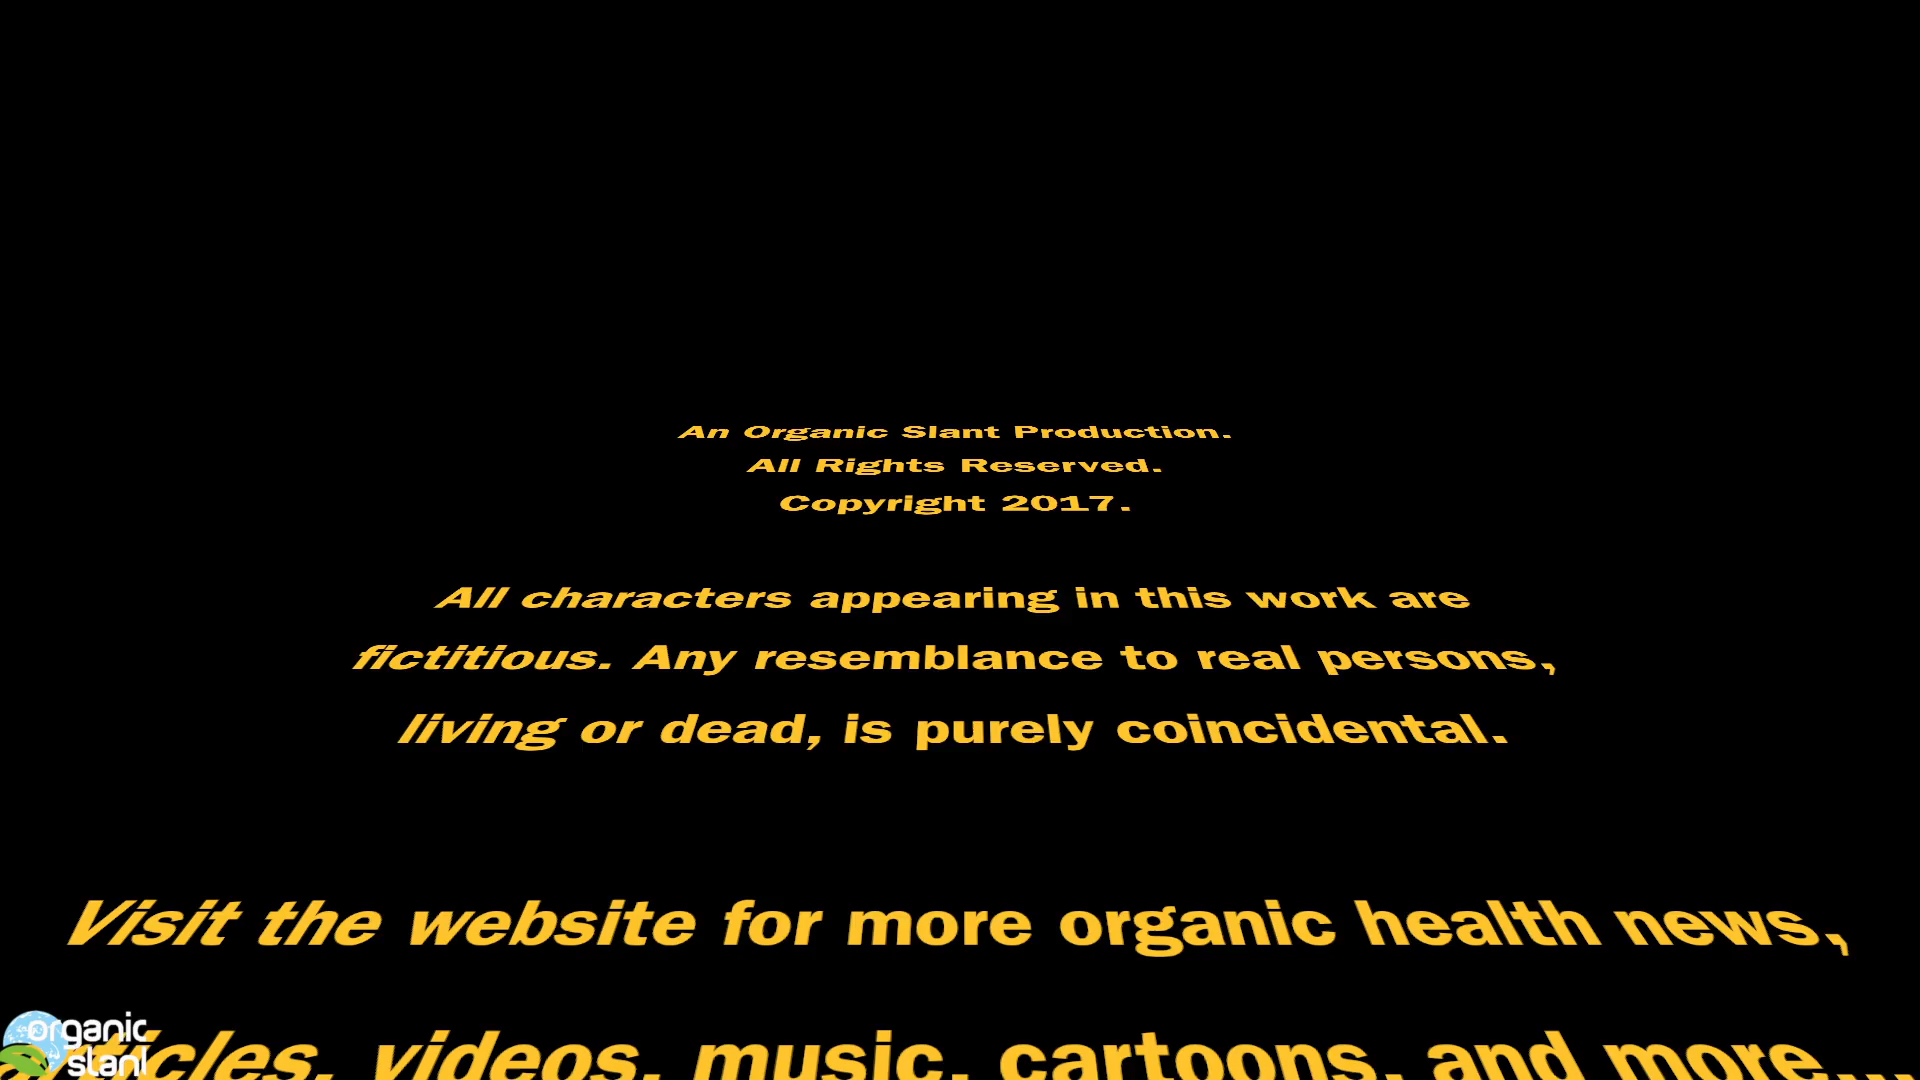 An Organic Slant Production.
All Rights Reserved.
Copyright 2017.
All characters appearing in this work are
fictitious. Any resemblance to real persons,
living or dead, is purely coincidental.
Visit the website for more organic health news,
articles, videos, music, cartoons, and more...
organic
slant